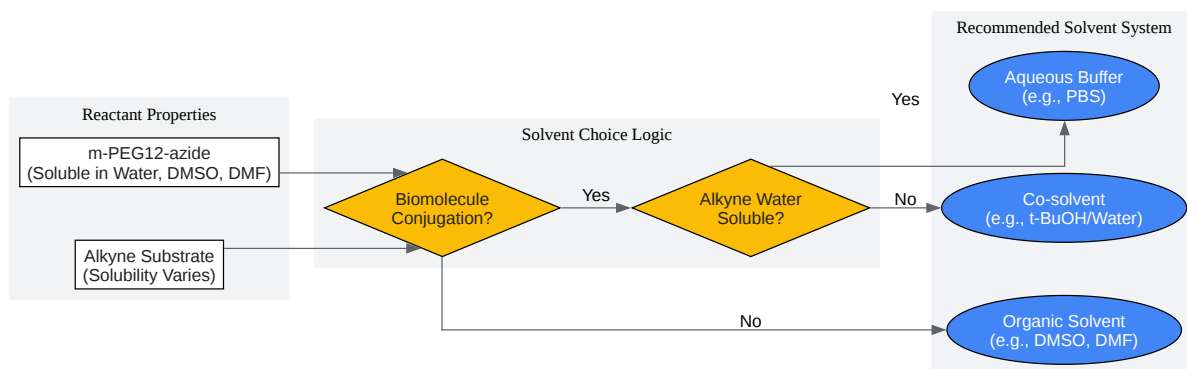 Recommended Solvent System
Aqueous Buffer
(e.g., PBS)
Yes
Reactant Properties
Solvent Choice Logic
m-PEG12-azide
(Soluble in Water, DMSO, DMF)
Biomolecule
Conjugation?
Yes
Alkyne Water
Soluble?
No
Co-solvent
(e.g., t-BuOH/Water)
Alkyne Substrate
(Solubility Varies)
No
Organic Solvent
(e.g., DMSO, DMF)